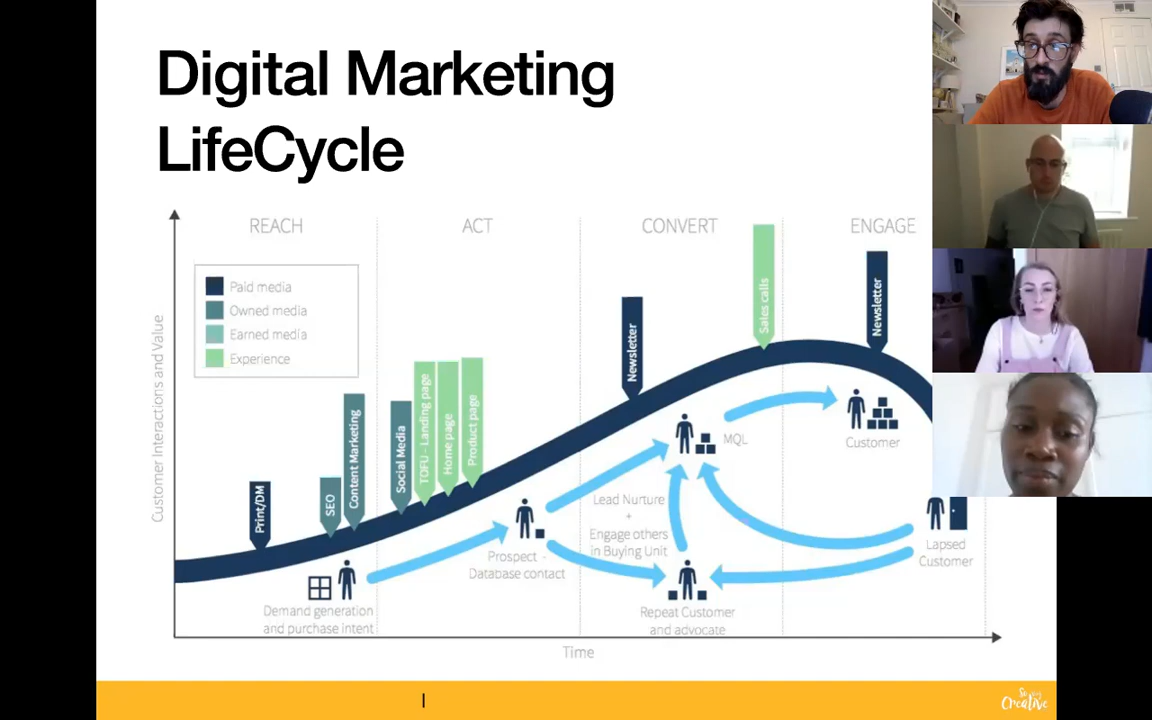 Digital Marketing
LifeCycle
REACH
ACT
CONVERT
ENGAGE
Paid media
Owned media
Earned media
Experience
Customer Interactions and Value
Print/DM
SEO
Content Marketing
Social Media
TOFU - Landing page
Home page
Product page
Newsletter
Sales calls
Newsletter
Demand generation
and purchase intent
Prospect -
Database contact
MQL
Lead Nurture
+
Engage others
in Buying Unit
Customer
Repeat Customer
and advocate
Lapsed
Customer
Time
So
Creative